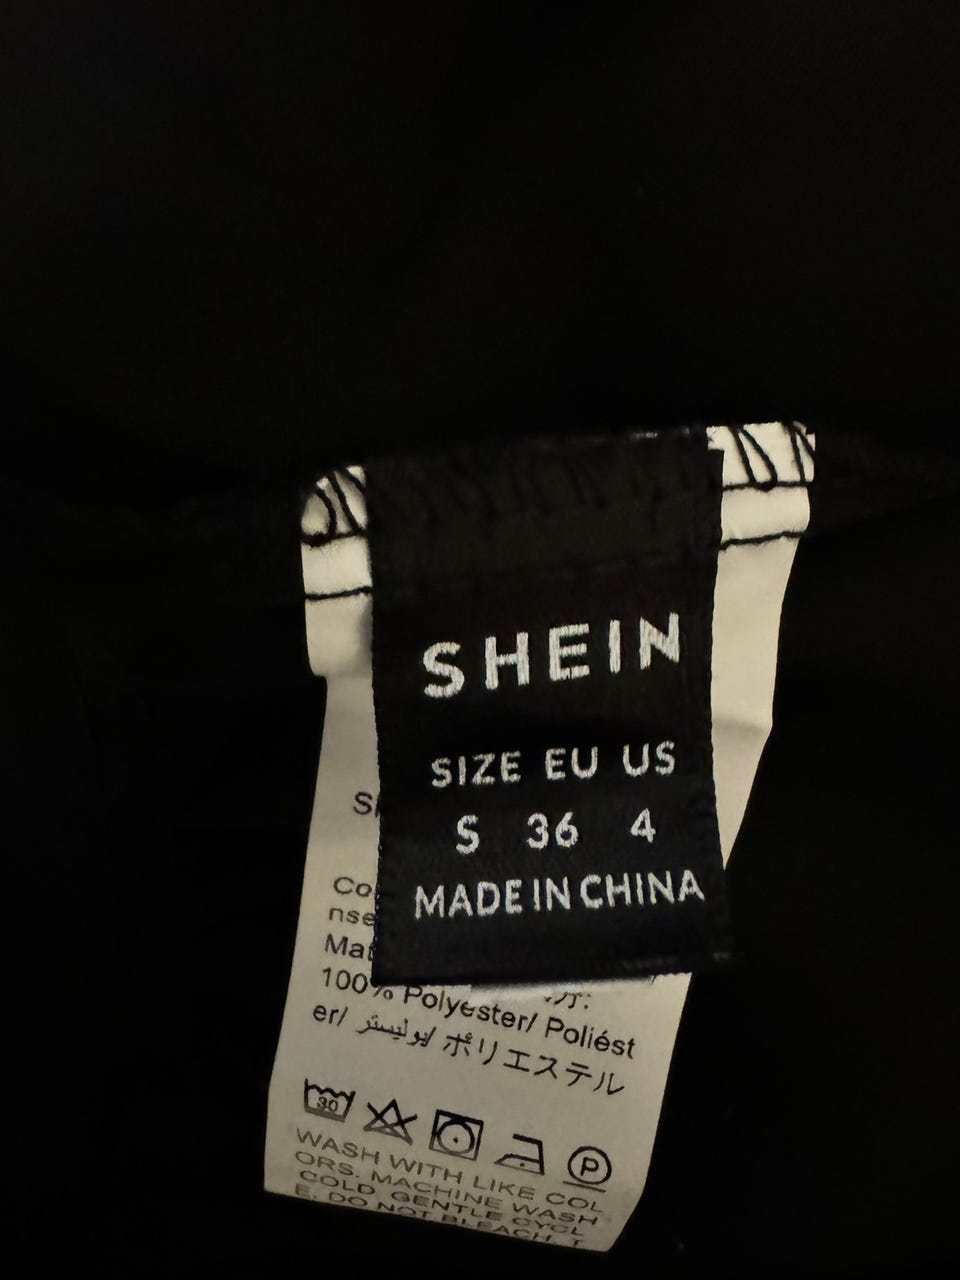 SHEIN
SIZE EU US
S 36 4
MADE IN CHINA
100% Polyester/ Poliést
er/ بوليستر/ ポリエステル
30
P
WASH WITH LIKE COL
ORS. MACHINE WASH
COLD. GENTLE CYCL
E. DO NOT BLEACH. T